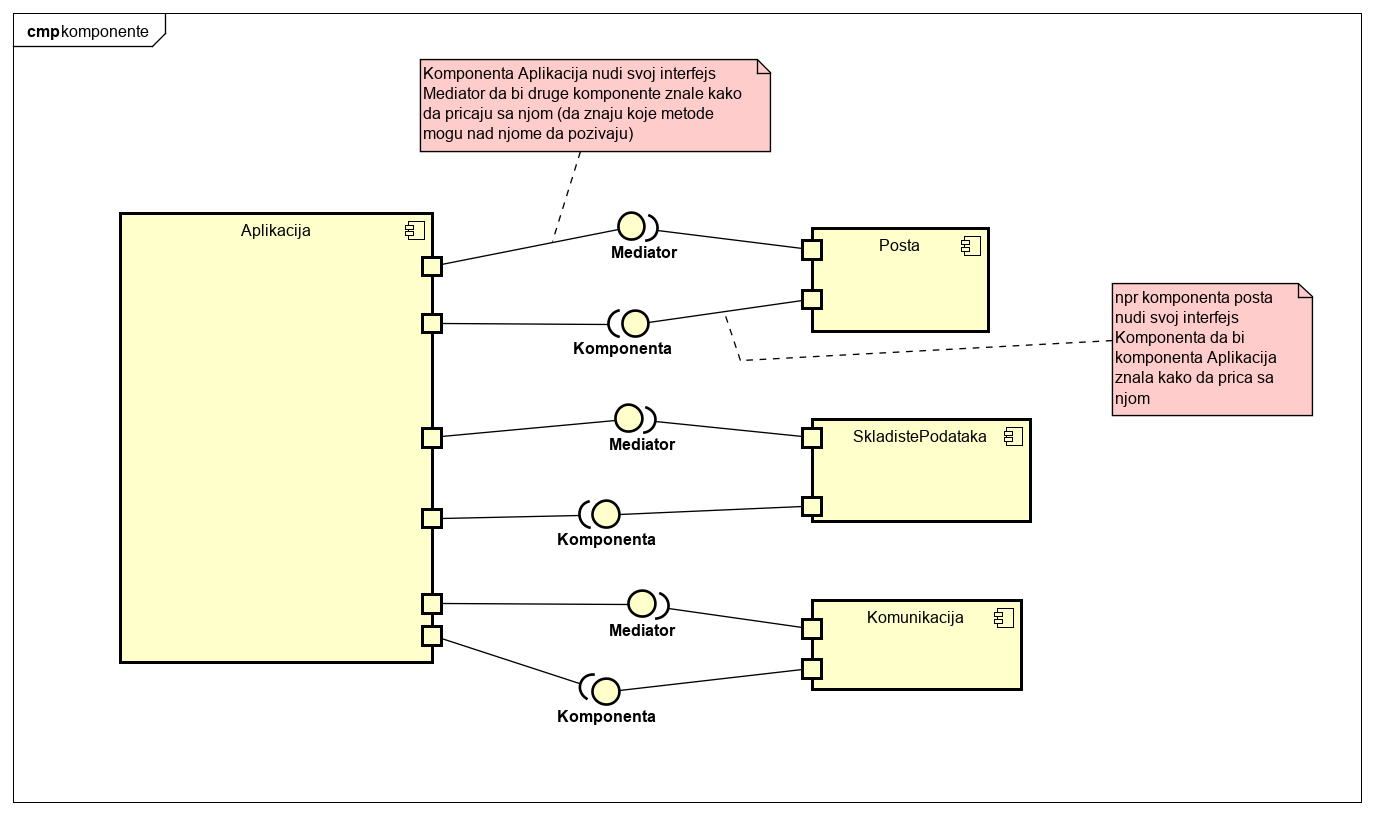 cmp komponente
Komponenta Aplikacija nudi svoj interfejs
Mediator da bi druge komponente znale kako
da pricaju sa njom (da znaju koje metode
mogu nad njome da pozivaju)
Aplikacija
Mediator
Posta
Komponenta
npr komponenta posta
nudi svoj interfejs
Komponenta da bi
komponenta Aplikacija
znala kako da prica sa
njom
Mediator
SkladistePodataka
Komponenta
Mediator
Komunikacija
Komponenta